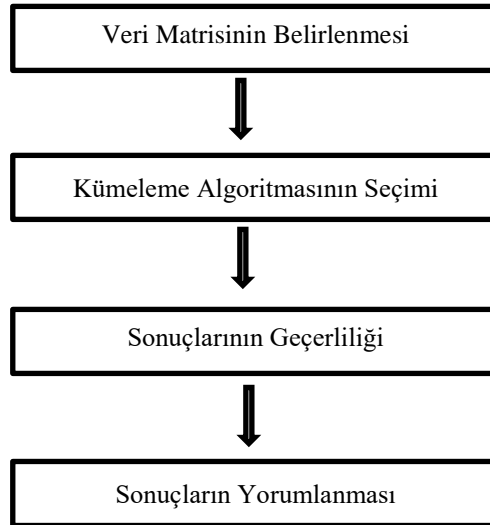 Veri Matrisinin Belirlenmesi
Kümeleme Algoritmasının Seçimi
Sonuçlarının Geçerliliği
Sonuçların Yorumlanması